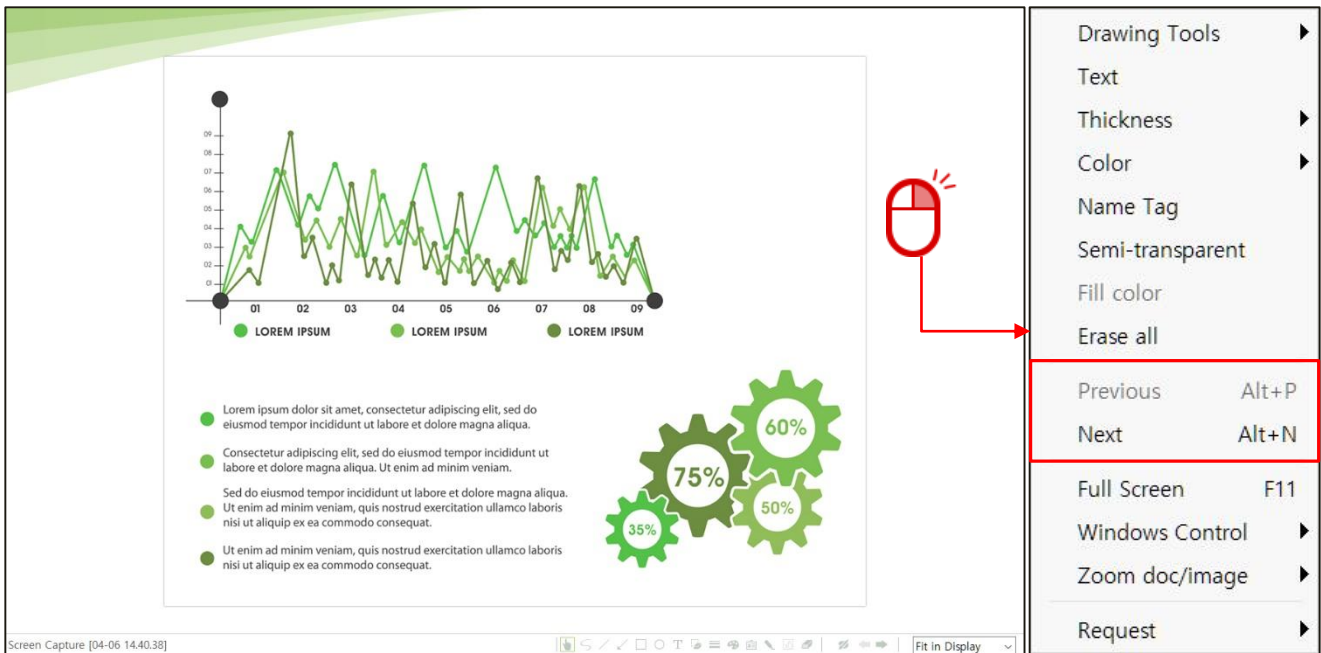 09
08
07
06
05
04
03
02
01
01 02 03 04 05 06 07 08 09
LOREM IPSUM LOREM IPSUM LOREM IPSUM
Lorem ipsum dolor sit amet, consectetur adipiscing elit, sed do
eiusmod tempor incididunt ut labore et dolore magna aliqua.
Consectetur adipiscing elit, sed do eiusmod tempor incididunt ut
labore et dolore magna aliqua. Ut enim ad minim veniam.
Sed do eiusmod tempor incididunt ut labore et dolore magna aliqua.
Ut enim ad minim veniam, quis nostrud exercitation ullamco laboris
nisi ut aliquip ex ea commodo consequat.
Ut enim ad minim veniam, quis nostrud exercitation ullamco laboris
nisi ut aliquip ex ea commodo consequat.
60%
75%
50%
35%
Screen Capture [04-06 14.40.38]
T
Fit in Display
Drawing Tools
Text
Thickness
Color
Name Tag
Semi-transparent
Fill color
Erase all
Previous Alt+P
Next Alt+N
Full Screen F11
Windows Control
Zoom doc/image
Request